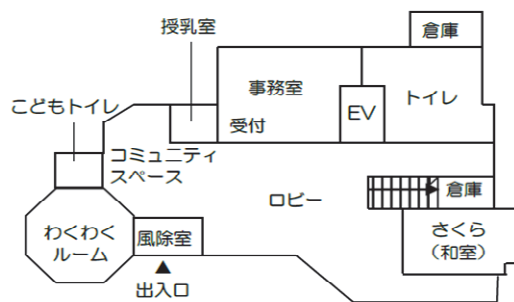 授乳室
倉庫
こどもトイレ
事務室
トイレ
EV
受付
コミュニティ
スペース
倉庫
ロビー
わくわく
ルーム
風除室
さくら
（和室）
▲
出入口